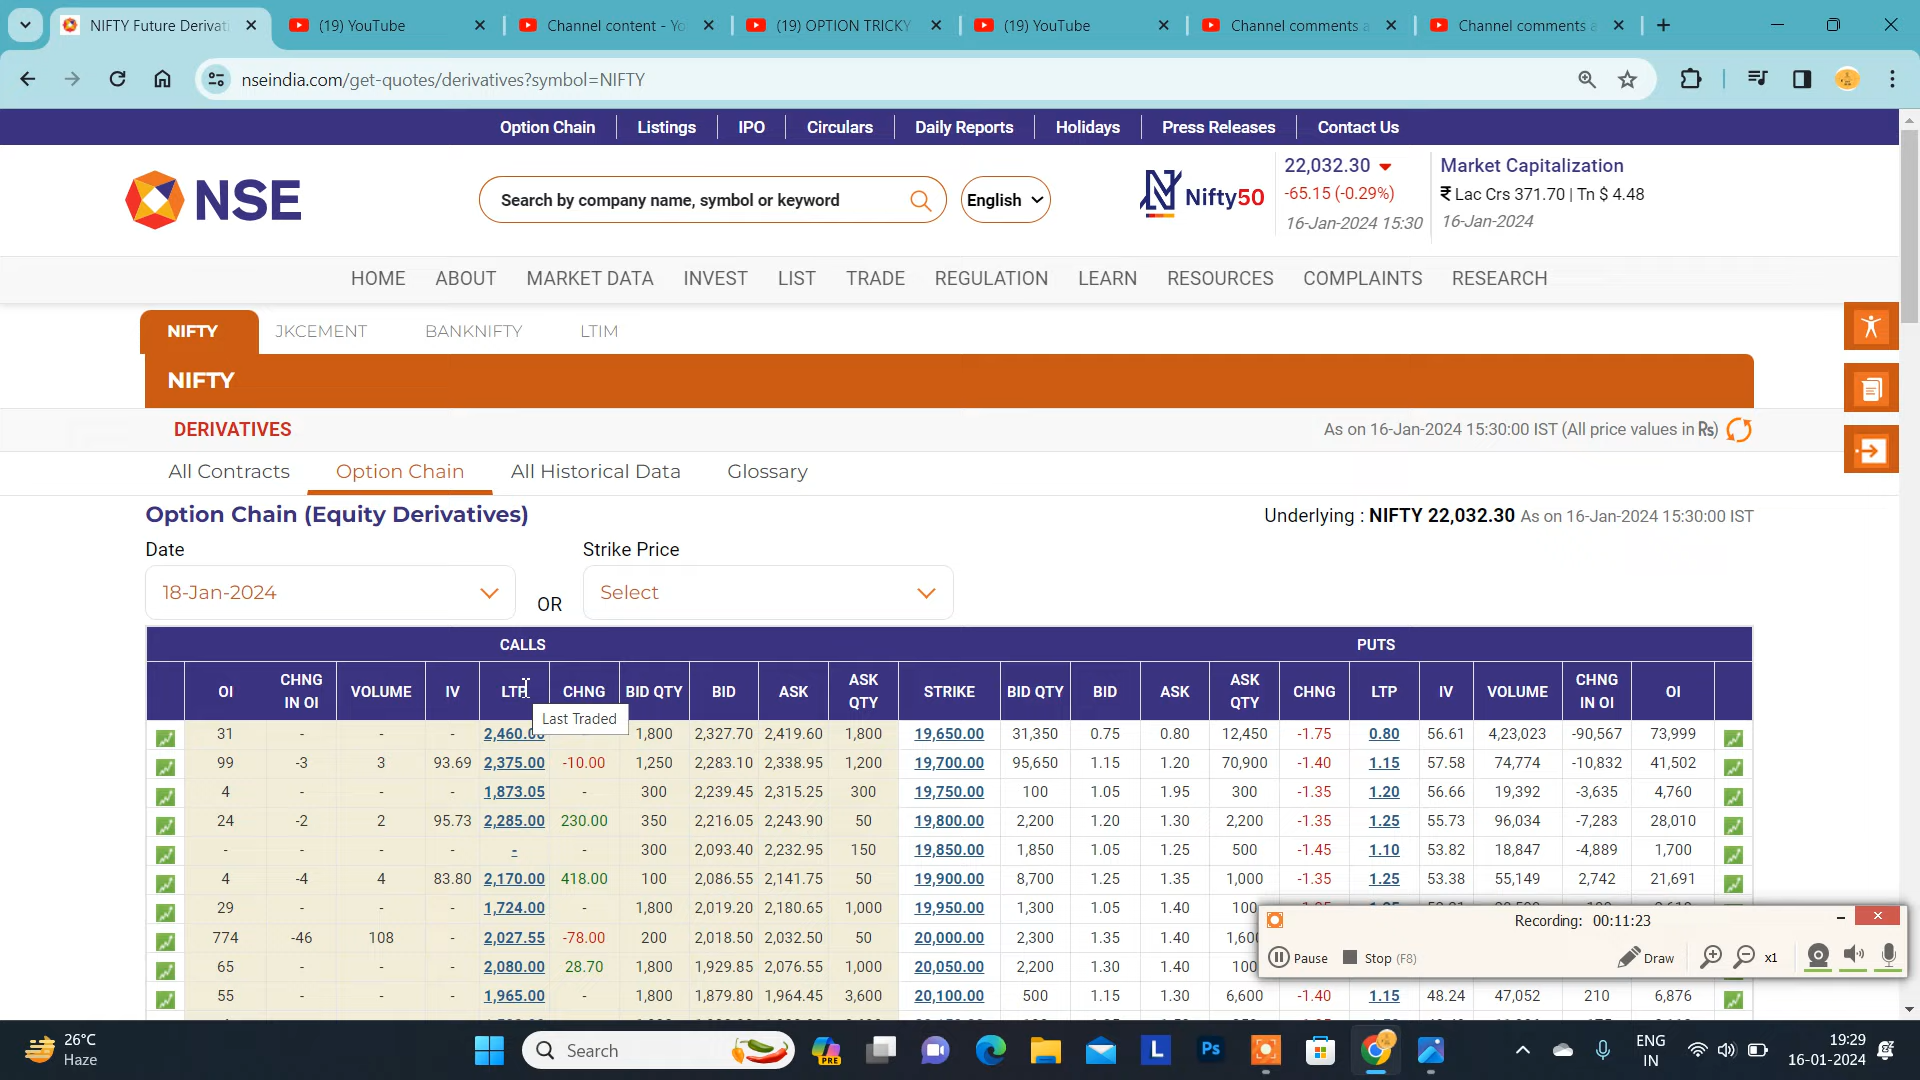 NIFTY Future Derivati
(19) YouTube
Channel content - Yo
(19) OPTION TRICKY
(19) YouTube
Channel comments a
Channel comments a
nseindia.com/get-quotes/derivatives?symbol=NIFTY
Option Chain Listings IPO Circulars Daily Reports Holidays Press Releases Contact Us
NSE
Search by company name, symbol or keyword
English
Nifty50
22,032.30
-65.15 (-0.29%)
16-Jan-2024 15:30
Market Capitalization
₹ Lac Crs 371.70 | Tn $ 4.48
16-Jan-2024
HOME ABOUT MARKET DATA INVEST LIST TRADE REGULATION LEARN RESOURCES COMPLAINTS RESEARCH
NIFTY JKCEMENT BANKNIFTY LTIM
NIFTY
DERIVATIVES
As on 16-Jan-2024 15:30:00 IST (All price values in Rs)
All Contracts Option Chain All Historical Data Glossary
Option Chain (Equity Derivatives)
Underlying : NIFTY 22,032.30 As on 16-Jan-2024 15:30:00 IST
Date
18-Jan-2024
OR
Strike Price
Select
CALLS PUTS
OI CHNG IN OI VOLUME IV LTP CHNG BID QTY BID ASK ASK QTY STRIKE BID QTY BID ASK ASK QTY CHNG LTP IV VOLUME CHNG IN OI OI
Last Traded
31 - - - 2,460.00 1,800 2,327.70 2,419.60 1,800 19,650.00 31,350 0.75 0.80 12,450 -1.75 0.80 56.61 4,23,023 -90,567 73,999
99 -3 3 93.69 2,375.00 -10.00 1,250 2,283.10 2,338.95 1,200 19,700.00 95,650 1.15 1.20 70,900 -1.40 1.15 57.58 74,774 -10,832 41,502
4 - - - 1,873.05 - 300 2,239.45 2,315.25 300 19,750.00 100 1.05 1.95 300 -1.35 1.20 56.66 19,392 -3,635 4,760
24 -2 2 95.73 2,285.00 230.00 350 2,216.05 2,243.90 50 19,800.00 2,200 1.20 1.30 2,200 -1.35 1.25 55.73 96,034 -7,283 28,010
- - - - - - 300 2,093.40 2,232.95 150 19,850.00 1,850 1.05 1.25 500 -1.45 1.10 53.82 18,847 -4,889 1,700
4 -4 4 83.80 2,170.00 418.00 100 2,086.55 2,141.75 50 19,900.00 8,700 1.25 1.35 1,000 -1.35 1.25 53.38 55,149 2,742 21,691
29 - - - 1,724.00 - 1,800 2,019.20 2,180.65 1,000 19,950.00 1,300 1.05 1.40
774 -46 108 - 2,027.55 -78.00 200 2,018.50 2,032.50 50 20,000.00 2,300 1.35 1.40
65 - - - 2,080.00 28.70 1,800 1,929.85 2,076.55 1,000 20,050.00 2,200 1.30 1.40
55 - - - 1,965.00 - 1,800 1,879.80 1,964.45 3,600 20,100.00 500 1.15 1.30 6,600 -1.40 1.15 48.24 47,052 210 6,876
Recording: 00:11:23
Pause Stop (F8) Draw x1
26°C
Haze
Search
PRE
L
Ps
ENG
IN
19:29
16-01-2024